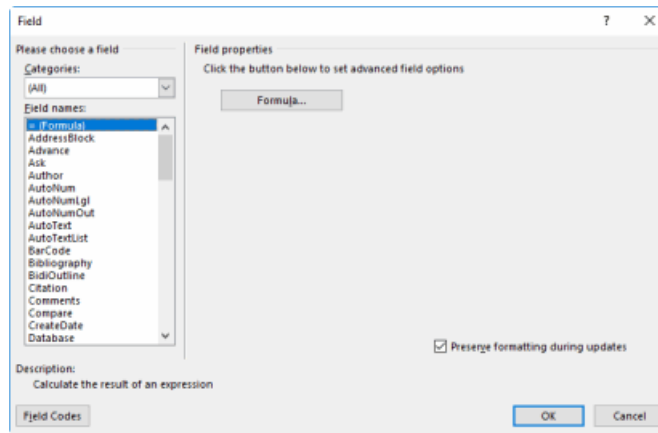 Field
? ×
Please choose a field
Categories:
(All)
Field names:
= (Formula)
AddressBlock
Advance
Ask
Author
AutoNum
AutoNumLgl
AutoNumOut
AutoText
AutoTextList
BarCode
Bibliography
BidiOutline
Citation
Comments
Compare
CreateDate
Database
Field properties
Click the button below to set advanced field options
Formula...
Preserve formatting during updates
Description:
Calculate the result of an expression
Field Codes
OK
Cancel